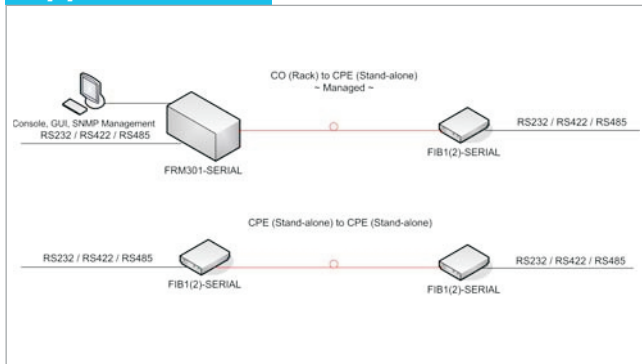 CO (Rack) to CPE (Stand-alone)
~ Managed ~
Console, GUI, SNMP Management
RS232 / RS422 / RS485
RS232 / RS422 / RS485
FRM301-SERIAL
FIB1(2)-SERIAL
CPE (Stand-alone) to CPE (Stand-alone)
RS232 / RS422 / RS485
RS232 / RS422 / RS485
FIB1(2)-SERIAL
FIB1(2)-SERIAL